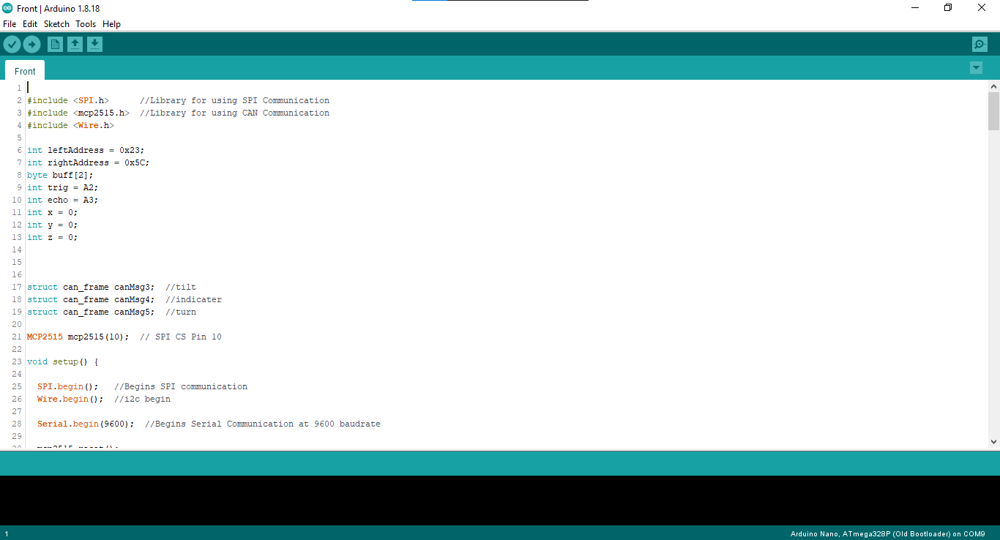 Front | Arduino 1.8.18
File Edit Sketch Tools Help
Front
1
2 #include <SPI.h>      //Library for using SPI Communication
3 #include <mcp2515.h>  //Library for using CAN Communication
4 #include <Wire.h>
5
6 int leftAddress = 0x23;
7 int rightAddress = 0x5C;
8 byte buff[2];
9 int trig = A2;
10 int echo = A3;
11 int x = 0;
12 int y = 0;
13 int z = 0;
14
15
16
17 struct can_frame canMsg3;  //tilt
18 struct can_frame canMsg4;  //indicater
19 struct can_frame canMsg5;  //turn
20
21 MCP2515 mcp2515(10);  // SPI CS Pin 10
22
23 void setup() {
24
25   SPI.begin();   //Begins SPI communication
26   Wire.begin();  //i2c begin
27
28   Serial.begin(9600);  //Begins Serial Communication at 9600 baudrate
29
1
Arduino Nano, ATmega328P (Old Bootloader) on COM9